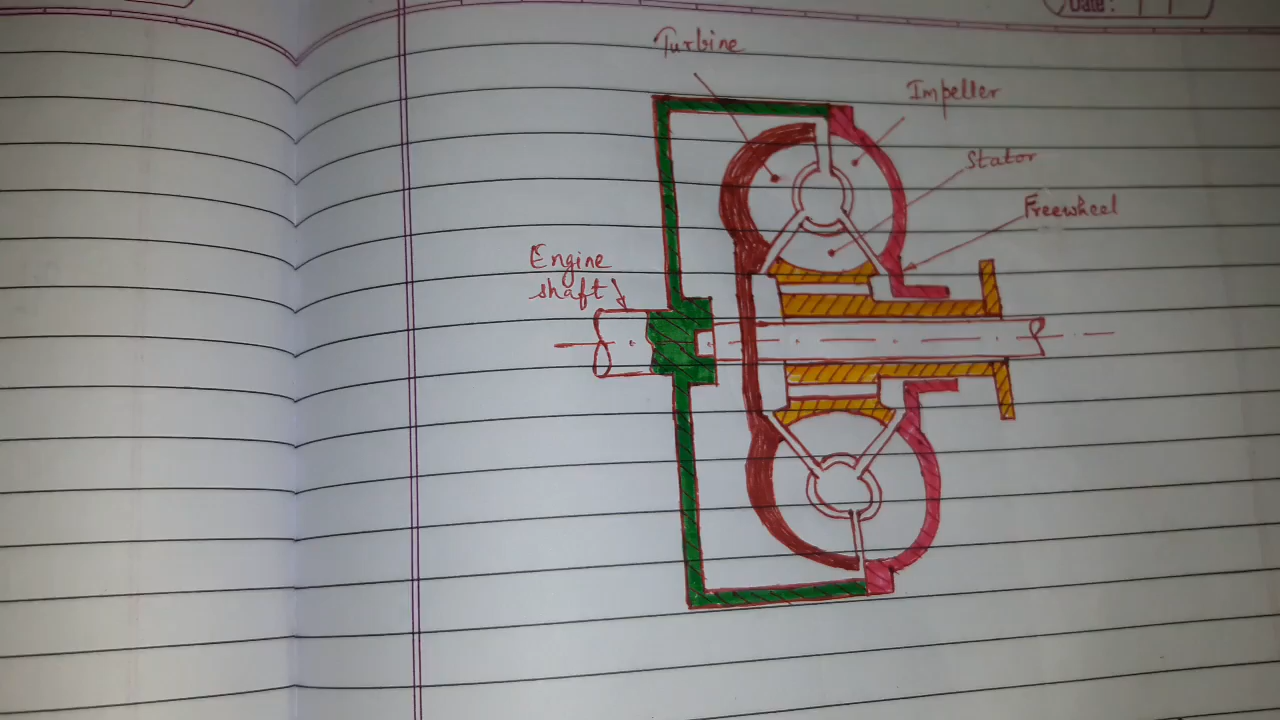 Date:
Turbine
Impeller
Stator
Freewheel
Engine
shaft